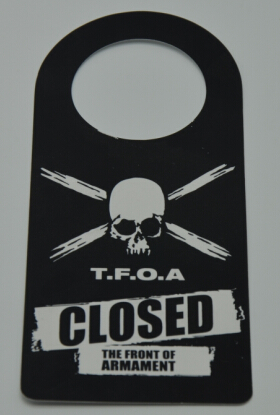 T.F.O.A
CLOSED
THE FRONT OF
ARMAMENT